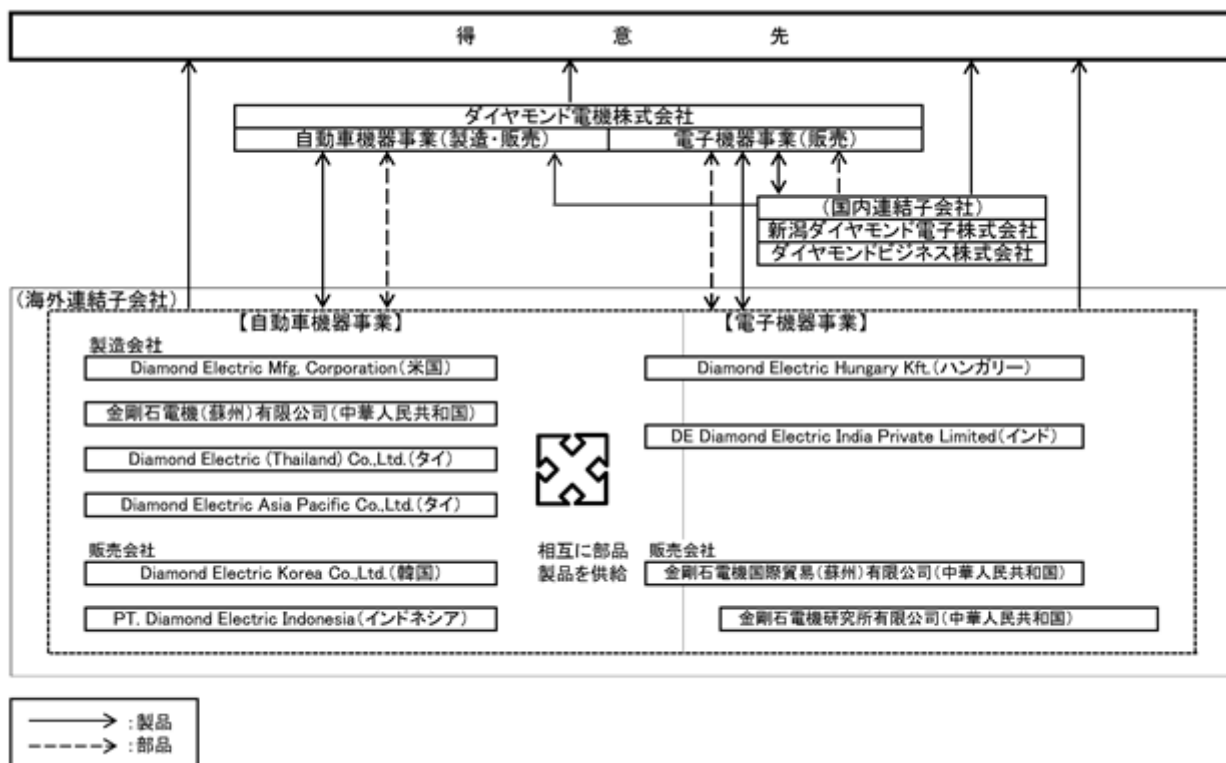 得意先
ダイヤモンド電機株式会社
自動車機器事業(製造・販売)
電子機器事業(販売)
(国内連結子会社)
新潟ダイヤモンド電子株式会社
ダイヤモンドビジネス株式会社
(海外連結子会社)
【自動車機器事業】
【電子機器事業】
製造会社
Diamond Electric Mfg. Corporation(米国)
Diamond Electric Hungary Kft.(ハンガリー)
金剛石電機(蘇州)有限公司(中華人民共和国)
DE Diamond Electric India Private Limited(インド)
Diamond Electric (Thailand) Co.,Ltd.(タイ)
Diamond Electric Asia Pacific Co.,Ltd.(タイ)
販売会社
Diamond Electric Korea Co.,Ltd.(韓国)
PT. Diamond Electric Indonesia(インドネシア)
相互に部品
製品を供給
販売会社
金剛石電機国際貿易(蘇州)有限公司(中華人民共和国)
金剛石電機研究所有限公司(中華人民共和国)
:製品
:部品